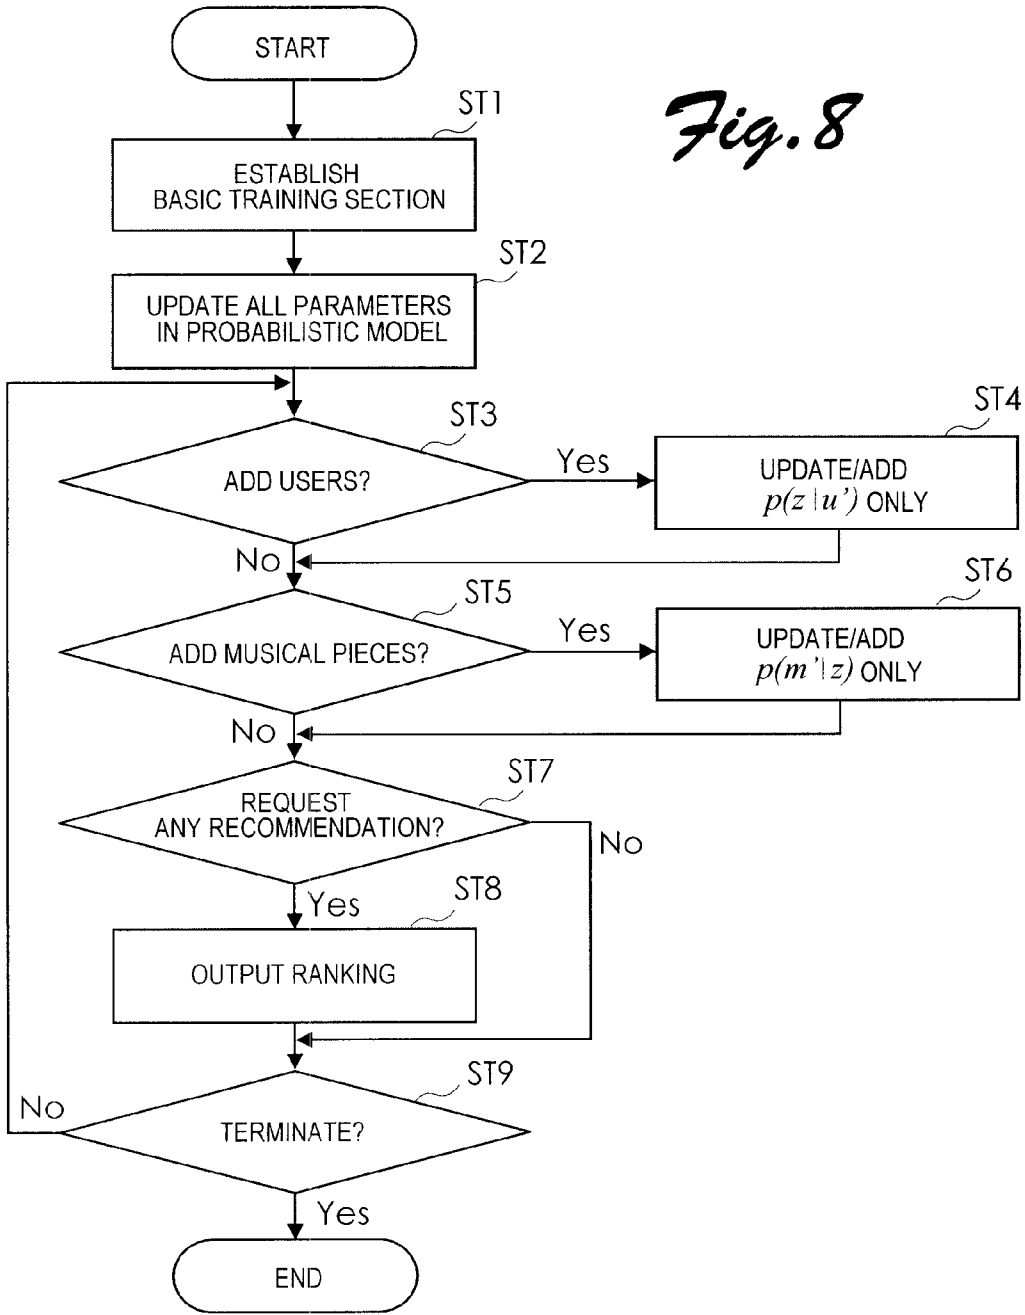 START
Fig. 8
ST1
ESTABLISH
BASIC TRAINING SECTION
ST2
UPDATE ALL PARAMETERS
IN PROBABILISTIC MODEL
ST3
ADD USERS?
Yes
ST4
UPDATE/ADD
p(z|u') ONLY
No
ST5
ADD MUSICAL PIECES?
Yes
ST6
UPDATE/ADD
p(m'|z) ONLY
No
ST7
REQUEST
ANY RECOMMENDATION?
No
Yes
ST8
OUTPUT RANKING
ST9
No
TERMINATE?
Yes
END